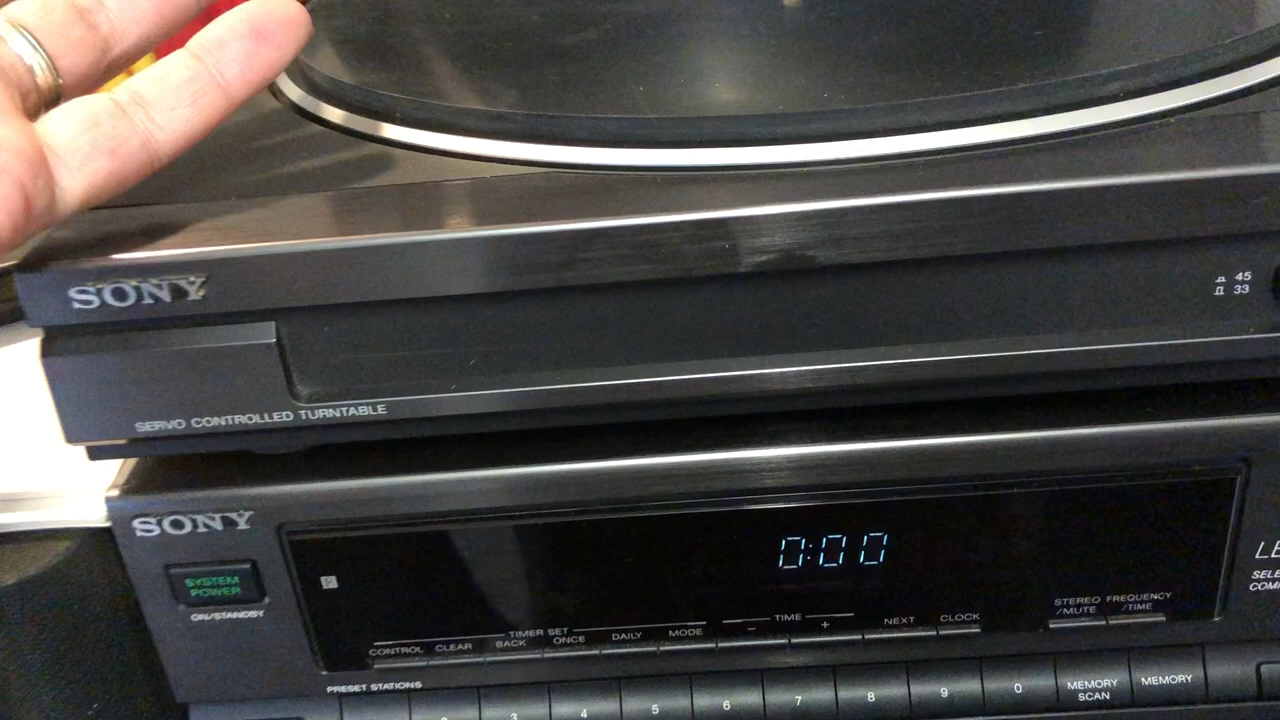 SONY
45
33
SERVO CONTROLLED TURNTABLE
SONY
0:00
SYSTEM
POWER
ON/STANDBY
STEREO
/MUTE
FREQUENCY
/TIME
TIMER SET
TIME
CONTROL
CLEAR
BACK
ONCE
DAILY
MODE
-
+
NEXT
CLOCK
PRESET STATIONS
3
4
5
6
7
8
9
0
MEMORY
SCAN
MEMORY